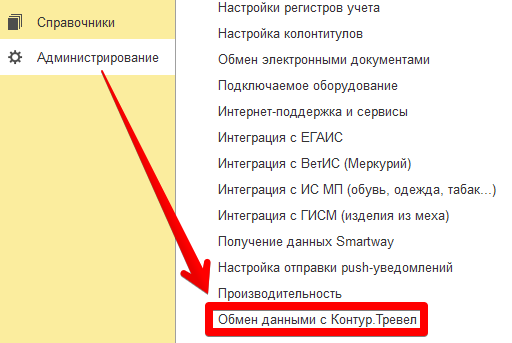 Справочники
Администрирование
Настройки регистров учета
Настройка колонтитулов
Обмен электронными документами
Подключаемое оборудование
Интернет-поддержка и сервисы
Интеграция с ЕГАИС
Интеграция с ВетИС (Меркурий)
Интеграция с ИС МП (обувь, одежда, табак...)
Интеграция с ГИСМ (изделия из меха)
Получение данных Smartway
Настройка отправки push-уведомлений
Производительность
Обмен данными с Контур.Тревел